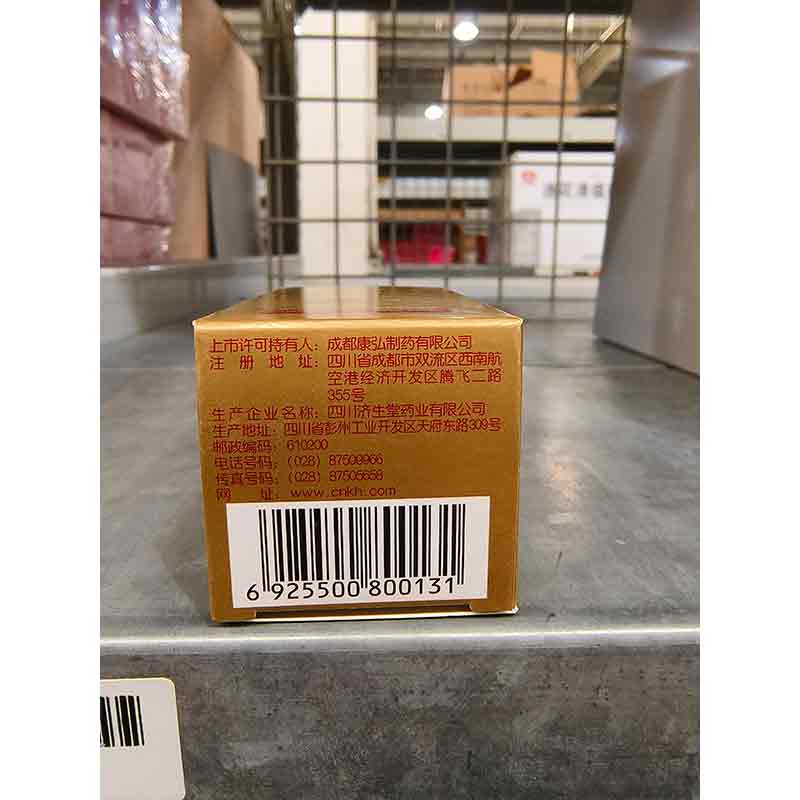 上市许可持有人：成都康弘制药有限公司
注册地址：四川省成都市双流区西南航
空港经济开发区腾飞二路
355号
生产企业名称：四川济生堂药业有限公司
生产地址：四川省彭州工业开发区天府东路309号
邮政编码：610200
电话号码：（028）87509966
传真号码：（028）87505658
网址：www.cnkh.com
6 925500 800131